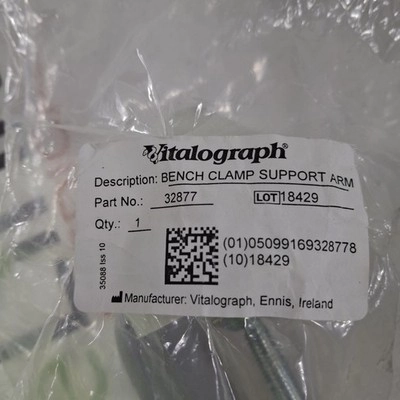 Vitalograph®
Description: BENCH CLAMP SUPPORT ARM
Part No.: 32877 LOT 18429
Qty.: 1
(01)05099169328778
(10)18429
35088 Iss 10
Manufacturer: Vitalograph, Ennis, Ireland